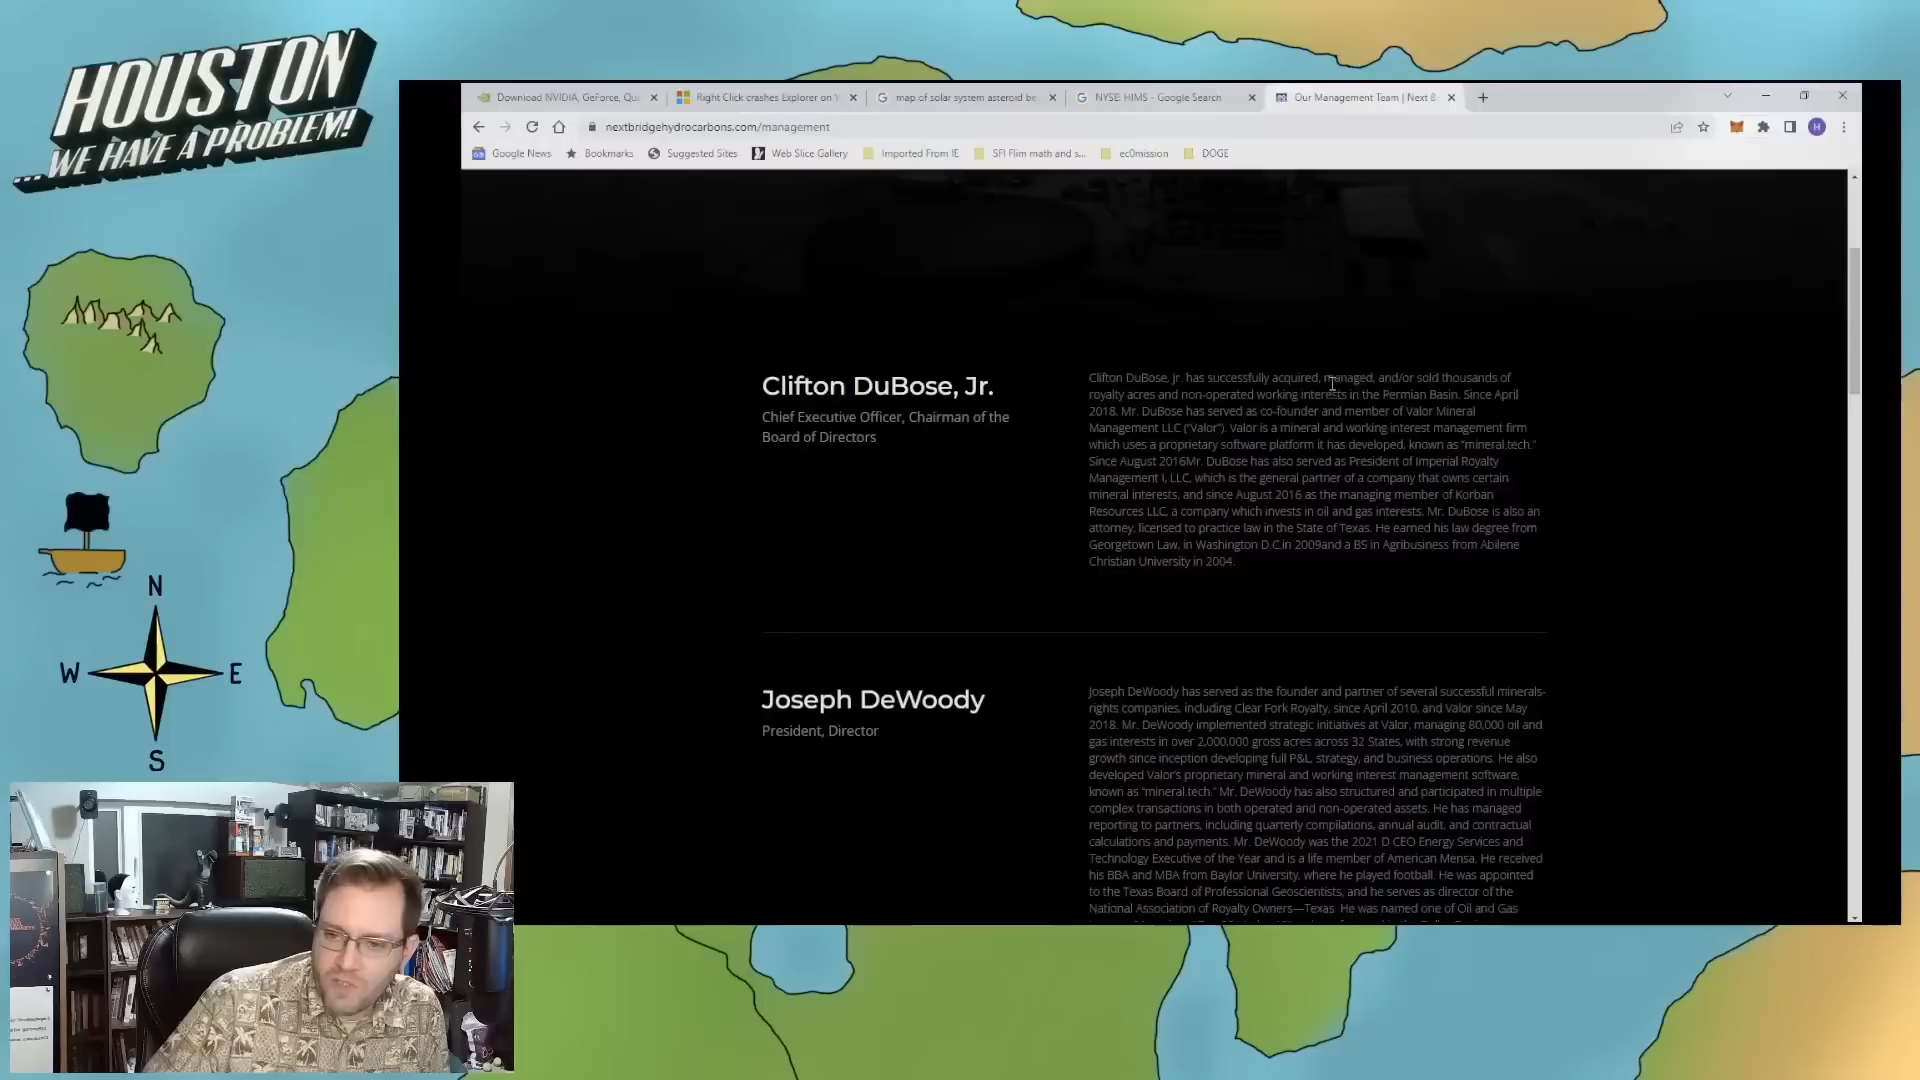 HOUSTON
...WE HAVE A PROBLEM!
Download NVIDIA, GeForce, Qua
Right Click crashes Explorer on
map of solar system asteroid be
NYSE: HIMS - Google Search
Our Management Team | Next B
nextbridgehydrocarbons.com/management
H
Google News
Bookmarks
Suggested Sites
Web Slice Gallery
Imported From IE
SFI Flim math and s...
ec0mission
DOGE
Clifton DuBose, Jr.
Chief Executive Officer, Chairman of the
Board of Directors
Clifton DuBose, Jr. has successfully acquired, managed, and/or sold thousands of
royalty acres and non-operated working interests in the Permian Basin. Since April
2018. Mr. DuBose has served as co-founder and member of Valor Mineral
Management LLC ("Valor"). Valor is a mineral and working interest management firm
which uses a proprietary software platform it has developed, known as "mineral.tech."
Since August 2016Mr. DuBose has also served as President of Imperial Royalty
Management I, LLC, which is the general partner of a company that owns certain
mineral interests, and since August 2016 as the managing member of Korban
Resources LLC, a company which invests in oil and gas interests. Mr. DuBose is also an
attorney, licensed to practice law in the State of Texas. He earned his law degree from
Georgetown Law, in Washington D.C.in 2009and a BS in Agribusiness from Abilene
Christian University in 2004.
Joseph DeWoody
President, Director
Joseph DeWoody has served as the founder and partner of several successful minerals-
rights companies, including Clear Fork Royalty, since April 2010, and Valor since May
2018. Mr. DeWoody implemented strategic initiatives at Valor, managing 80,000 oil and
gas interests in over 2,000,000 gross acres across 32 States, with strong revenue
growth since inception developing full P&L, strategy, and business operations. He also
developed Valor's proprietary mineral and working interest management software,
known as "mineral.tech." Mr. DeWoody has also structured and participated in multiple
complex transactions in both operated and non-operated assets. He has managed
reporting to partners, including quarterly compilations, annual audit, and contractual
calculations and payments. Mr. DeWoody was the 2021 D CEO Energy Services and
Technology Executive of the Year and is a life member of American Mensa. He received
his BBA and MBA from Baylor University, where he played football. He was appointed
to the Texas Board of Professional Geoscientists, and he serves as director of the
National Association of Royalty Owners—Texas. He was named one of Oil and Gas
N
W
E
S